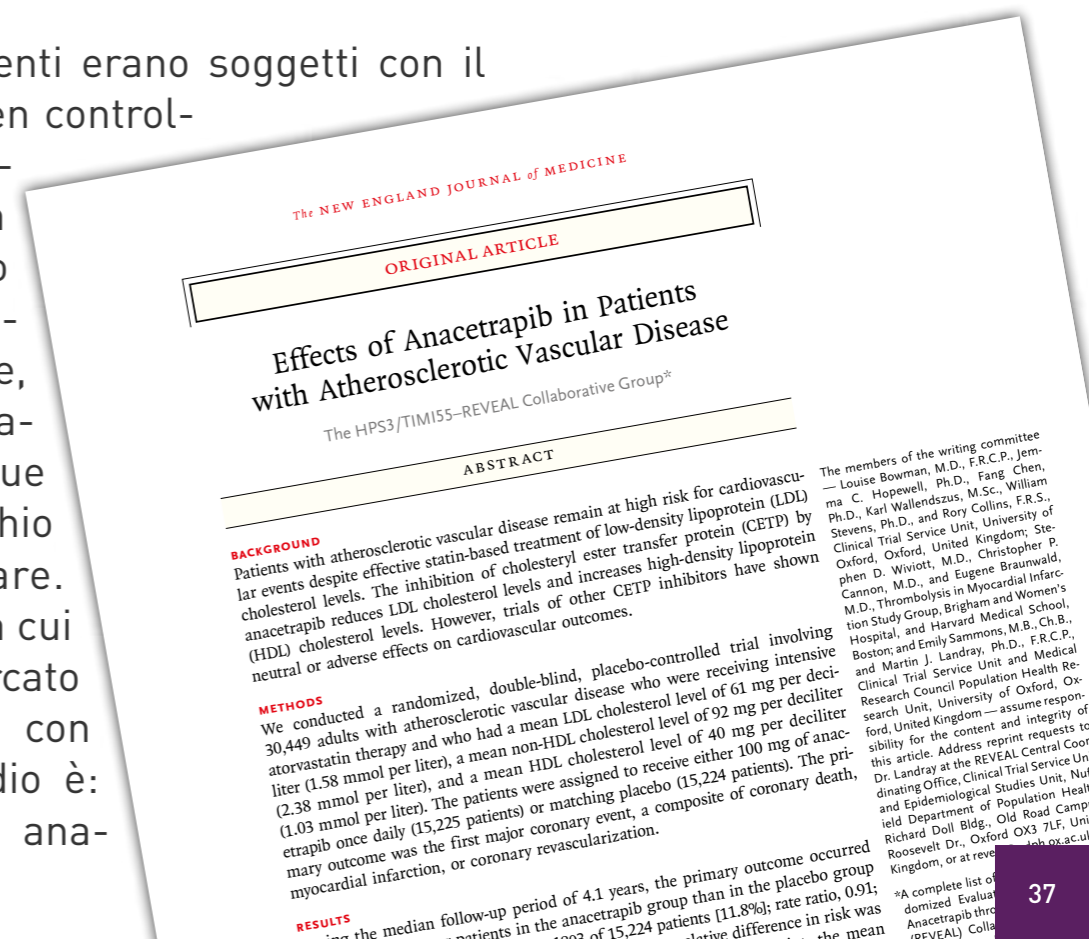 enti erano soggetti con il
en control-
-
e,
a-
ue
hio
are.
cui
rcato
con
dio è:
ana-
The NEW ENGLAND JOURNAL of MEDICINE
ORIGINAL ARTICLE
Effects of Anacetrapib in Patients
with Atherosclerotic Vascular Disease
The HPS3/TIMI55–REVEAL Collaborative Group*
ABSTRACT
BACKGROUND
Patients with atherosclerotic vascular disease remain at high risk for cardiovascu-
lar events despite effective statin-based treatment of low-density lipoprotein (LDL)
cholesterol levels. The inhibition of cholesteryl ester transfer protein (CETP) by
anacetrapib reduces LDL cholesterol levels and increases high-density lipoprotein
(HDL) cholesterol levels. However, trials of other CETP inhibitors have shown
neutral or adverse effects on cardiovascular outcomes.
METHODS
We conducted a randomized, double-blind, placebo-controlled trial involving
30,449 adults with atherosclerotic vascular disease who were receiving intensive
atorvastatin therapy and who had a mean LDL cholesterol level of 61 mg per deci-
liter (1.58 mmol per liter), a mean non-HDL cholesterol level of 92 mg per deciliter
(2.38 mmol per liter), and a mean HDL cholesterol level of 40 mg per deciliter
(1.03 mmol per liter). The patients were assigned to receive either 100 mg of anac-
etrapib once daily (15,225 patients) or matching placebo (15,224 patients). The pri-
mary outcome was the first major coronary event, a composite of coronary death,
myocardial infarction, or coronary revascularization.
RESULTS
the median follow-up period of 4.1 years, the primary outcome occurred
patients in the anacetrapib group than in the placebo group
of 15,224 patients [11.8%]; rate ratio, 0.91;
difference in risk was
the mean
The members of the writing committee
— Louise Bowman, M.D., F.R.C.P., Jem-
ma C. Hopewell, Ph.D., Fang Chen,
Ph.D., Karl Wallendszus, M.Sc., William
Stevens, Ph.D., and Rory Collins, F.R.S.,
Clinical Trial Service Unit, University of
Oxford, Oxford, United Kingdom; Ste-
phen D. Wiviott, M.D., Christopher P.
Cannon, M.D., and Eugene Braunwald,
M.D., Thrombolysis in Myocardial Infarc-
tion Study Group, Brigham and Women's
Hospital, and Harvard Medical School,
Boston; and Emily Sammons, M.B., Ch.B.,
and Martin J. Landray, Ph.D., F.R.C.P.,
Clinical Trial Service Unit and Medical
Research Council Population Health Re-
search Unit, University of Oxford, Ox-
ford, United Kingdom — assume respon-
sibility for the content and integrity of
this article. Address reprint requests to
Dr. Landray at the REVEAL Central Coor
dinating Office, Clinical Trial Service Un
and Epidemiological Studies Unit, Nuf
ield Department of Population Healt
Richard Doll Bldg., Old Road Camp
Roosevelt Dr., Oxford OX3 7LF, Uni
Kingdom, or at reve
*A complete list of
domized Evalua
Anacetrapib thro
(REVEAL) Colla
37